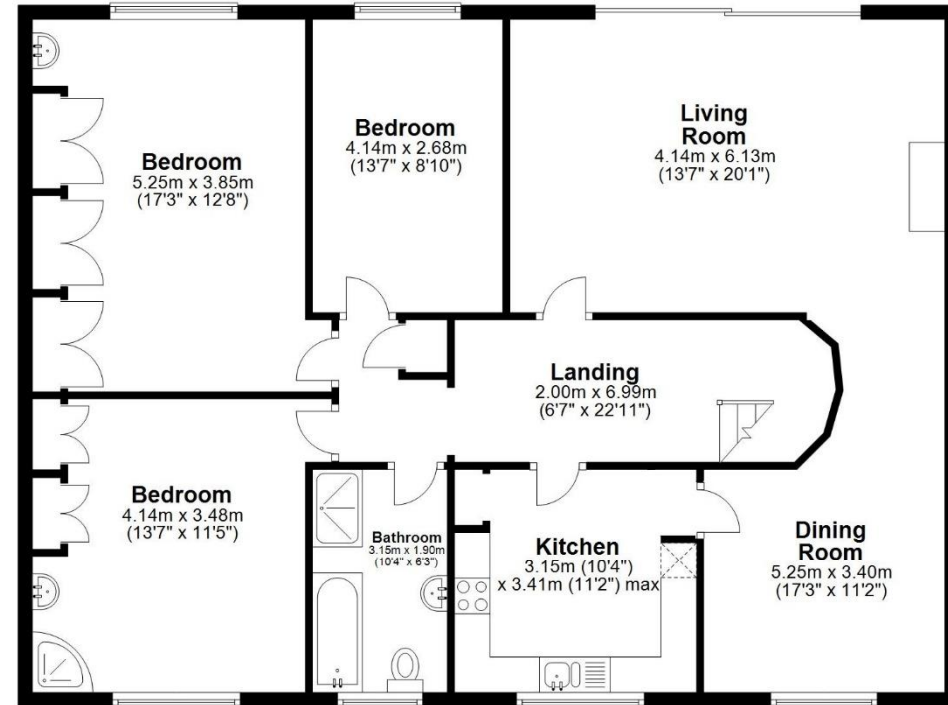 Bedroom
5.25m x 3.85m
(17'3" x 12'8")
Bedroom
4.14m x 2.68m
(13'7" x 8'10")
Living
Room
4.14m x 6.13m
(13'7" x 20'1")
Landing
2.00m x 6.99m
(6'7" x 22'11")
Bedroom
4.14m x 3.48m
(13'7" x 11'5")
Bathroom
3.15m x 1.90m
(10'4" x 6'3")
Kitchen
3.15m (10'4")
x 3.41m (11'2") max
Dining
Room
5.25m x 3.40m
(17'3" x 11'2")